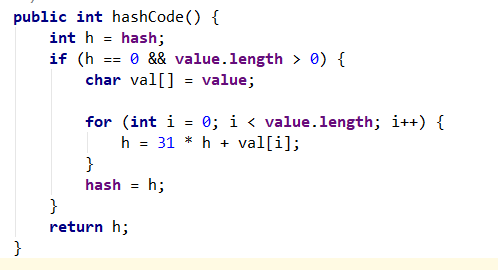 public int hashCode() {
    int h = hash;
    if (h == 0 && value.length > 0) {
        char val[] = value;

        for (int i = 0; i < value.length; i++) {
            h = 31 * h + val[i];
        }
        hash = h;
    }
    return h;
}